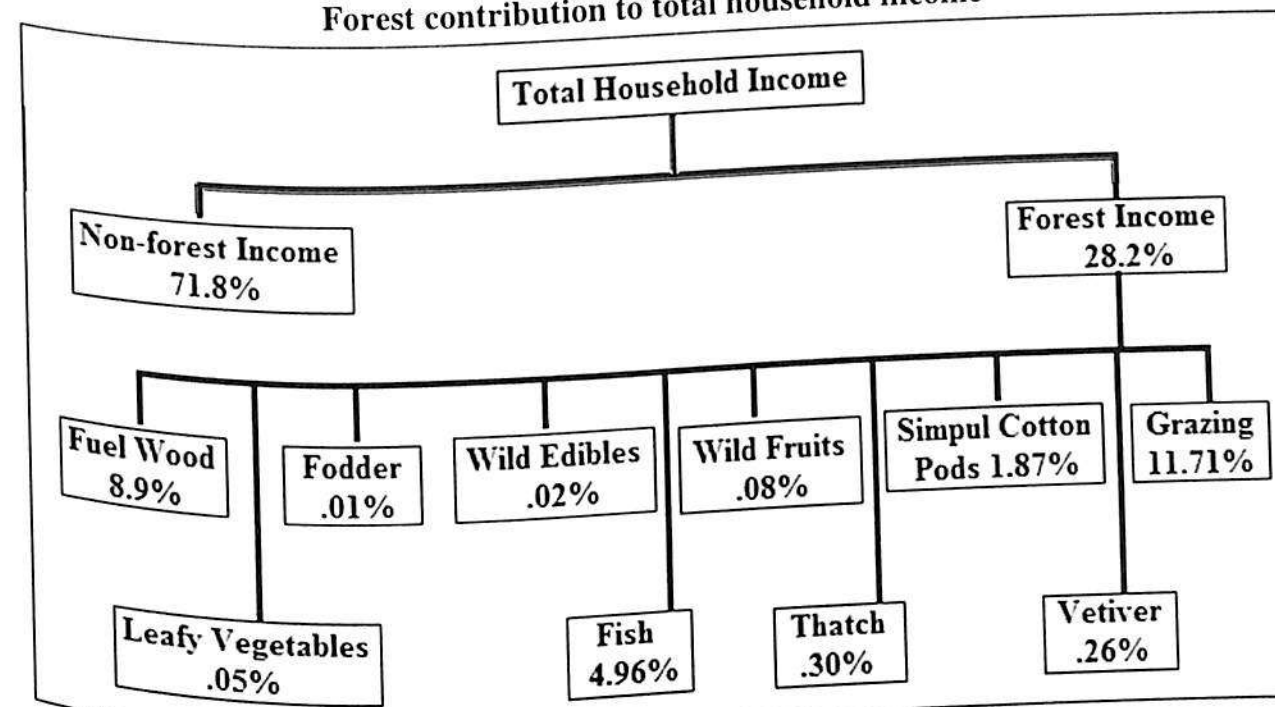 Forest contribution to total household income
Total Household Income
Non-forest Income
71.8%
Forest Income
28.2%
Fuel Wood
8.9%
Fodder
.01%
Wild Edibles
.02%
Wild Fruits
.08%
Simpul Cotton
Pods 1.87%
Grazing
11.71%
Leafy Vegetables
.05%
Fish
4.96%
Thatch
.30%
Vetiver
.26%